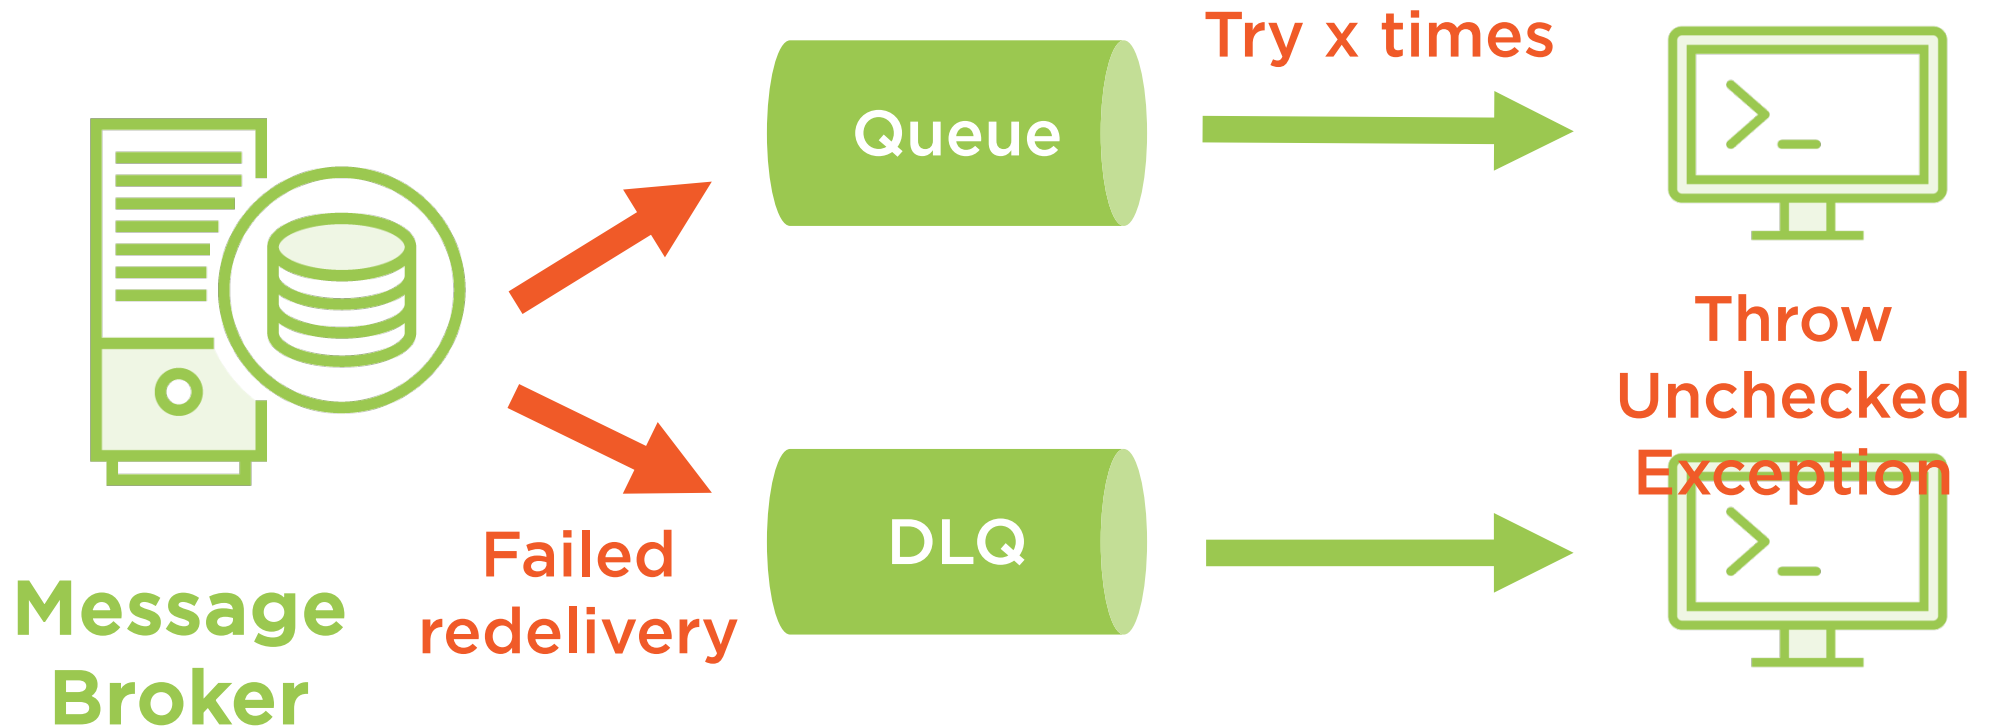 Try x times
Queue
>_
Throw
Unchecked
Exception
>_
DLQ
Failed
redelivery
Message
Broker